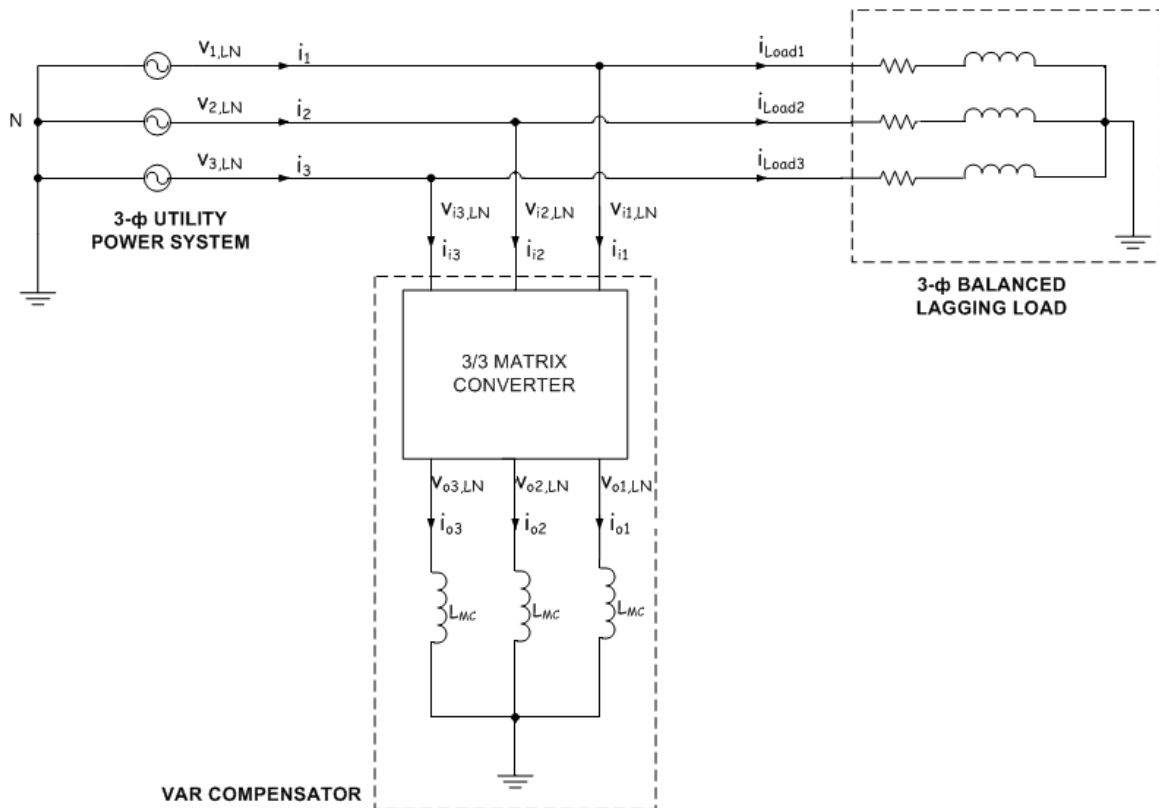 V1,LN
i1
iLoad1
N
V2,LN
i2
iLoad2
V3,LN
i3
iLoad3
3-ф UTILITY
POWER SYSTEM
Vi3,LN
Vi2,LN
Vi1,LN
ii3
ii2
ii1
3-ф BALANCED
LAGGING LOAD
3/3 MATRIX
CONVERTER
Vo3,LN
Vo2,LN
Vo1,LN
io3
io2
io1
LMC
LMC
LMC
VAR COMPENSATOR